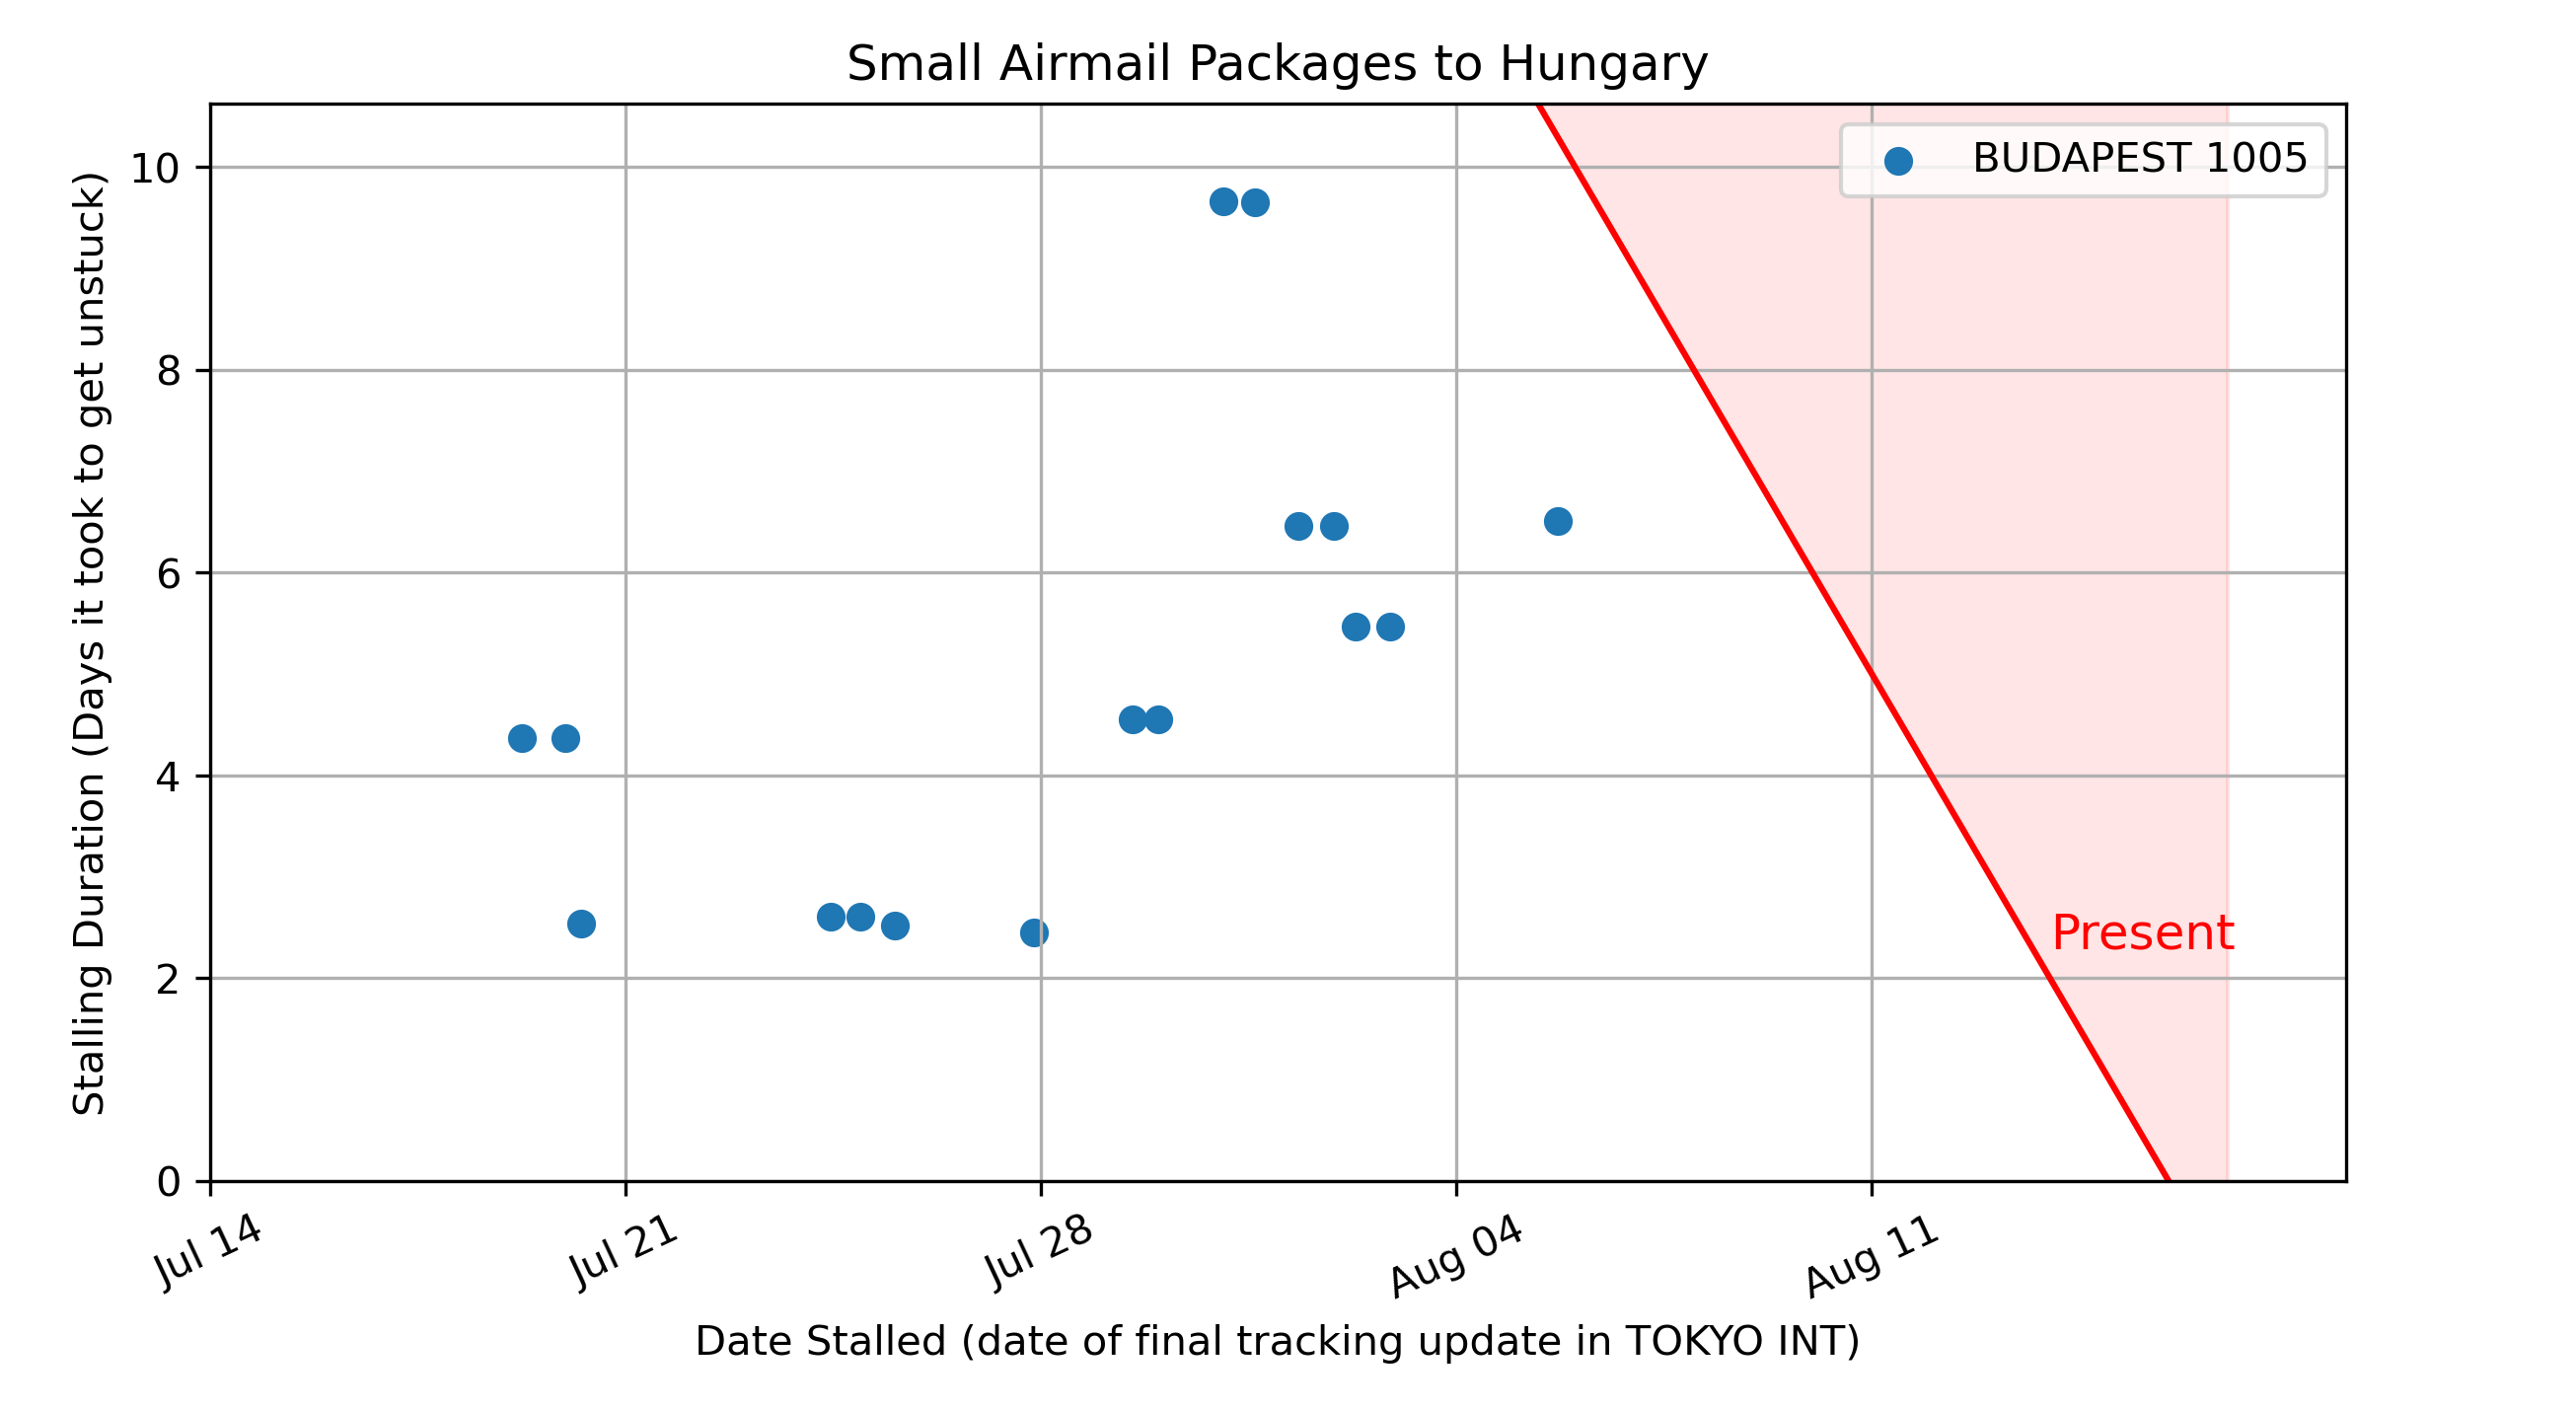 Small Airmail Packages to Hungary
BUDAPEST 1005
Stalling Duration (Days it took to get unstuck)
10
8
6
4
2
0
Present
Jul 14
Jul 21
Jul 28
Aug 04
Aug 11
Date Stalled (date of final tracking update in TOKYO INT)